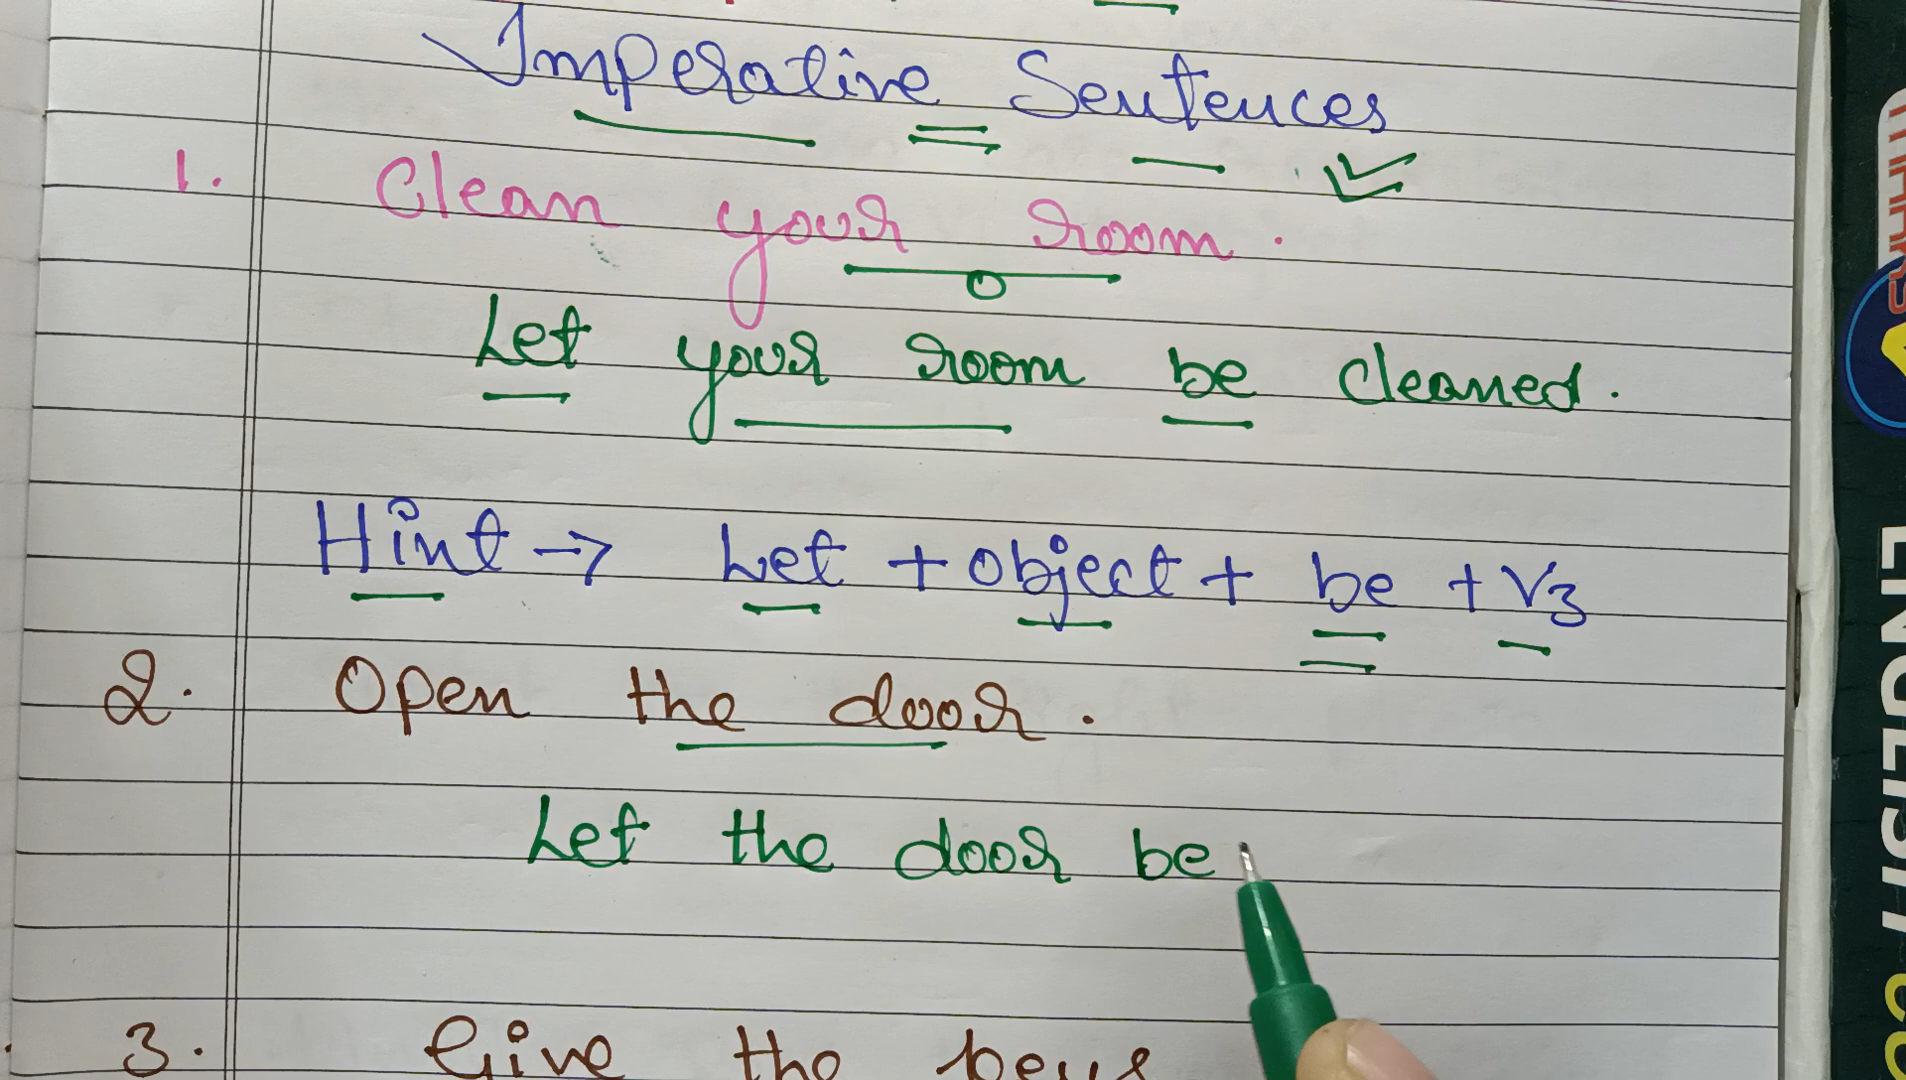 Imperative Sentences
1. Clean your room.
Let your room be cleaned.
Hint → Let + object + be + V3
2. Open the door.
Let the door be
3. Give the
ENGLISH